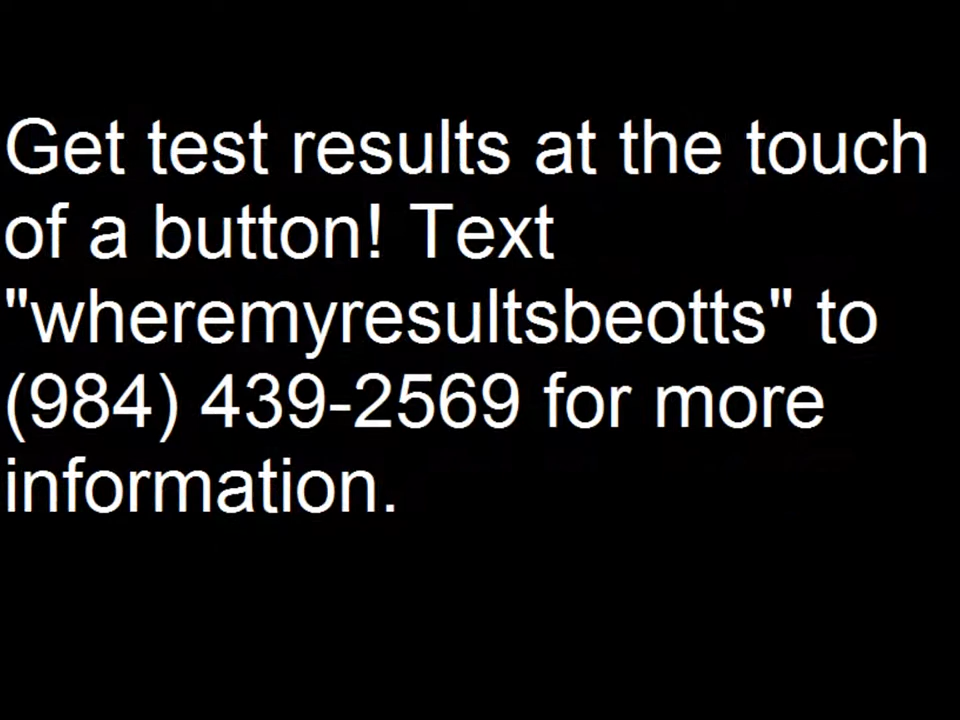 Get test results at the touch
of a button! Text
"wheremyresultsbeotts" to
(984) 439-2569 for more
information.